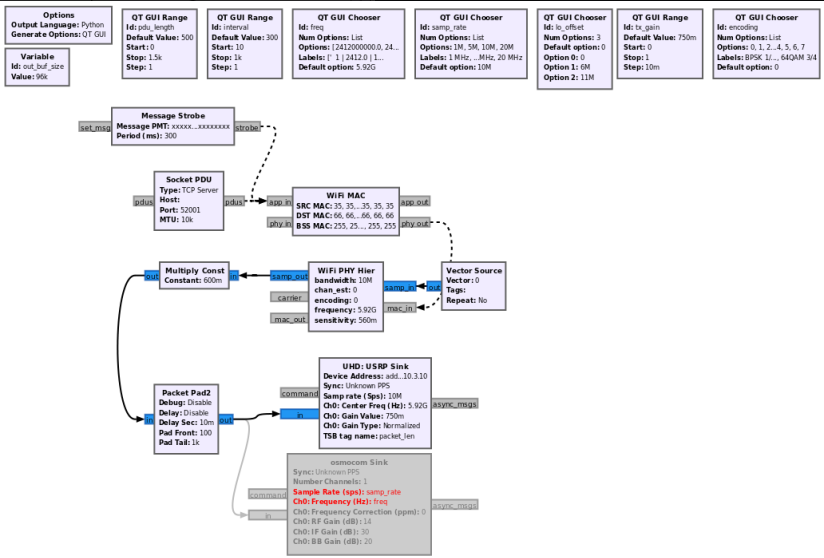 Options
Output Language: Python
Generate Options: QT GUI
Variable
Id: out_buf_size
Value: 96k
QT GUI Range
Id: pdu_length
Default Value: 500
Start: 0
Stop: 1.5k
Step: 1
QT GUI Range
Id: interval
Default Value: 300
Start: 10
Stop: 1k
Step: 1
QT GUI Chooser
Id: freq
Num Options: List
Options: [2412000000.0, 24...
Labels: [' 1 | 2412.0 | 1...
Default option: 5.92G
QT GUI Chooser
Id: samp_rate
Num Options: List
Options: 1M, 5M, 10M, 20M
Labels: 1 MHz, ...MHz, 20 MHz
Default option: 10M
QT GUI Chooser
Id: lo_offset
Num Options: 3
Default option: 0
Option 0: 0
Option 1: 6M
Option 2: 11M
QT GUI Range
Id: tx_gain
Default Value: 750m
Start: 0
Stop: 1
Step: 10m
QT GUI Chooser
Id: encoding
Num Options: List
Options: 0, 1, 2...4, 5, 6, 7
Labels: BPSK 1/..., 64QAM 3/4
Default option: 0
Message Strobe
set_msg
Message PMT: xxxxx...xxxxxxxx
Period (ms): 300
strobe
Socket PDU
Type: TCP Server
Host:
Port: 52001
MTU: 10k
pdus
pdus
WiFi MAC
app in
SRC MAC: 35, 35,...35, 35, 35
app out
DST MAC: 66, 66,...66, 66, 66
phy in
BSS MAC: 255, 25..., 255, 255
phy out
out
Multiply Const
Constant: 600m
in
WiFi PHY Hier
samp_out
bandwidth: 10M
chan_est: 0
carrier
encoding: 0
frequency: 5.92G
mac_out
sensitivity: 560m
samp_in
mac_in
Vector Source
out
Vector: 0
Tags:
Repeat: No
Packet Pad2
Debug: Disable
Delay: Disable
Delay Sec: 10m
Pad Front: 100
Pad Tail: 1k
in
out
UHD: USRP Sink
Device Address: add...10.3.10
Sync: Unknown PPS
command
Samp rate (Sps): 10M
Ch0: Center Freq (Hz): 5.92G
async_msgs
in
Ch0: Gain Value: 750m
Ch0: Gain Type: Normalized
TSB tag name: packet_len
osmocom Sink
Sync: Unknown PPS
Number Channels: 1
command
Sample Rate (sps): samp_rate
Ch0: Frequency (Hz): freq
async_msgs
in
Ch0: Frequency Correction (ppm): 0
Ch0: RF Gain (dB): 14
Ch0: IF Gain (dB): 30
Ch0: BB Gain (dB): 20